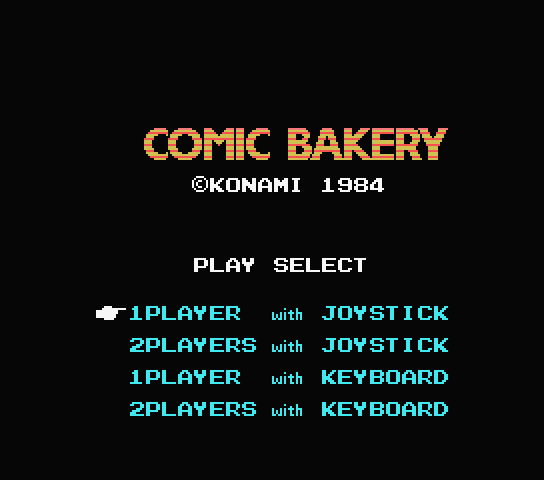 COMIC BAKERY
©KONAMI 1984
PLAY SELECT
1PLAYER with JOYSTICK
2PLAYERS with JOYSTICK
1PLAYER with KEYBOARD
2PLAYERS with KEYBOARD